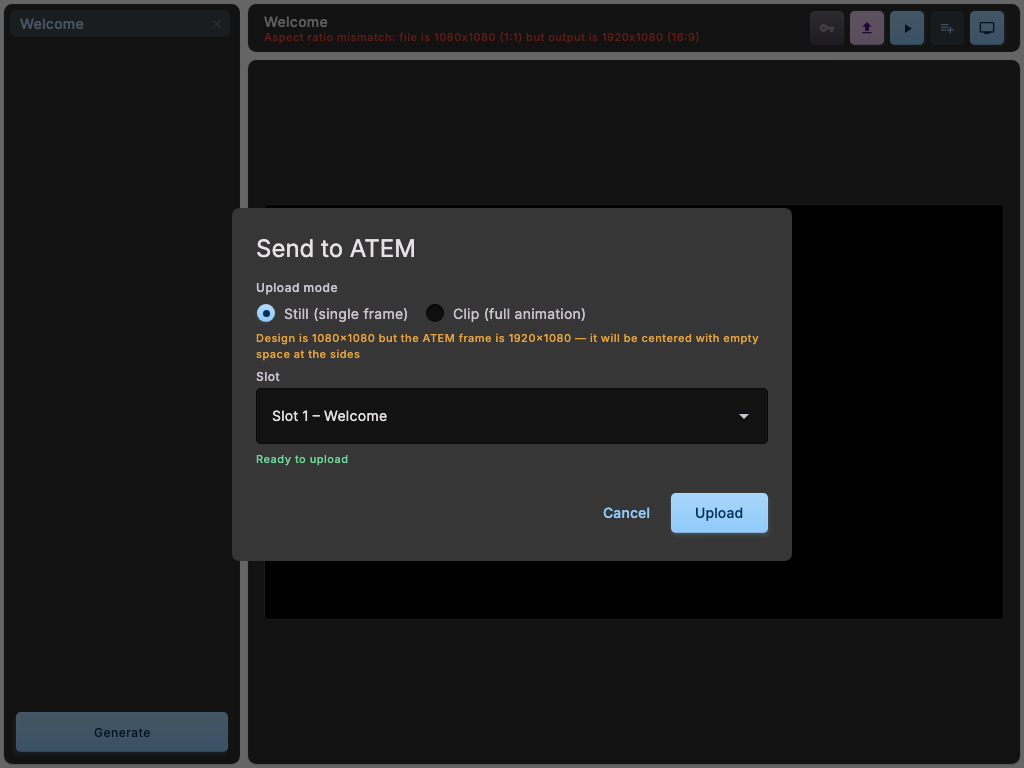 Welcome
Welcome
Aspect ratio mismatch: file is 1080x1080 (1:1) but output is 1920x1080 (16:9)
Send to ATEM
Upload mode
Still (single frame)
Clip (full animation)
Design is 1080×1080 but the ATEM frame is 1920×1080 — it will be centered with empty
space at the sides
Slot
Slot 1 – Welcome
Ready to upload
Cancel
Upload
Generate